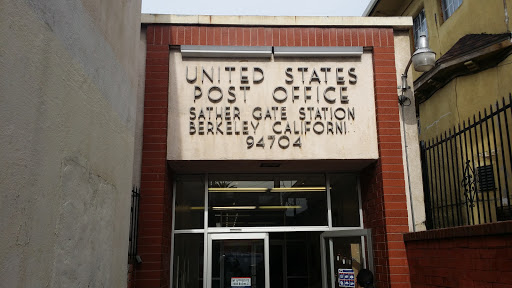 UNITED STATES
POST OFFICE
SATHER GATE STATION
BERKELEY CALIFORNI
94704